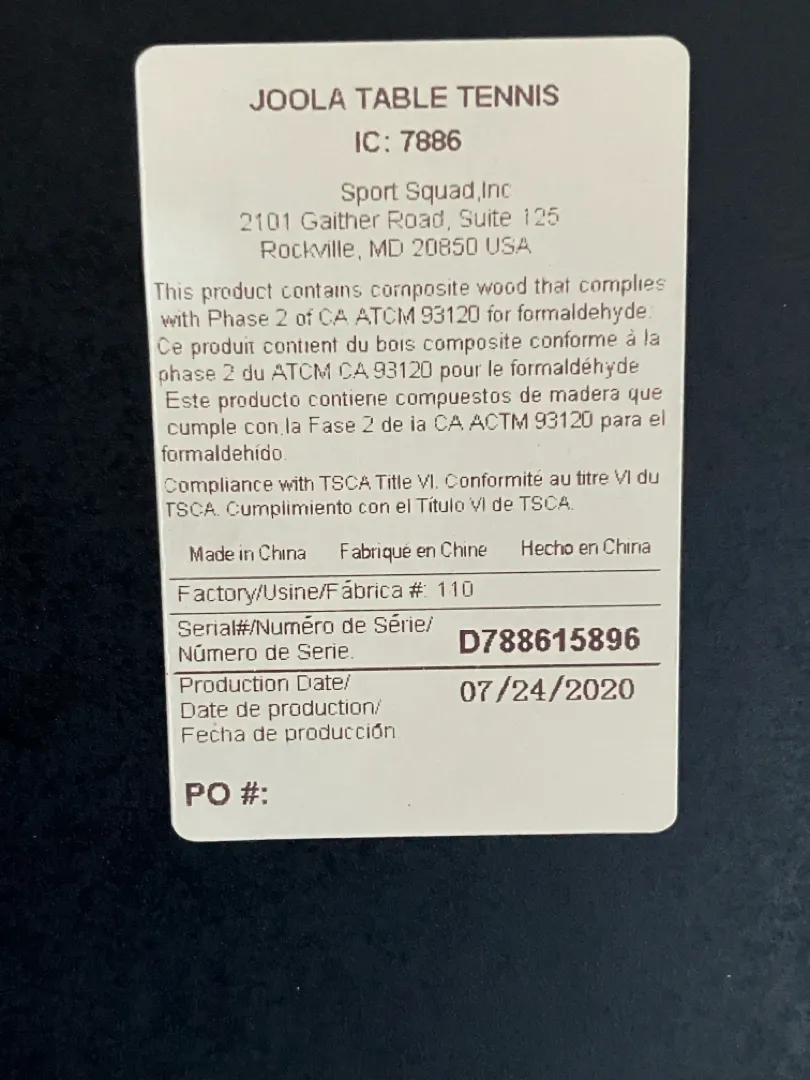 JOOLA TABLE TENNIS
IC: 7886
Sport Squad,Inc
2101 Gaither Road, Suite 125
Rockville, MD 20850 USA
This product contains composite wood that complies
with Phase 2 of CA ATCM 93120 for formaldehyde.
Ce produit contient du bois composite conforme à la
phase 2 du ATCM CA 93120 pour le formaldéhyde
Este producto contiene compuestos de madera que
cumple con la Fase 2 de la CA ACTM 93120 para el
formaldehído.
Compliance with TSCA Title VI. Conformité au titre VI du
TSCA. Cumplimiento con el Título VI de TSCA.
Made in China Fabriqué en Chine Hecho en China
Factory/Usine/Fábrica #: 110
Serial#/Numéro de Série/
Número de Serie. D788615896
Production Date/ 07/24/2020
Date de production/
Fecha de producción
PO #: